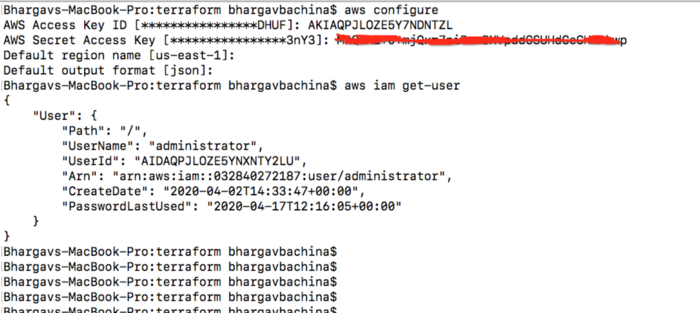 Bhargavs-MacBook-Pro:terraform bhargavbachina$ aws configure
AWS Access Key ID [****************DHUF]: AKIAQPJLOZE5Y7NDNTZL
AWS Secret Access Key [****************3nY3]:
Default region name [us-east-1]:
Default output format [json]:
Bhargavs-MacBook-Pro:terraform bhargavbachina$ aws iam get-user
{
    "User": {
        "Path": "/",
        "UserName": "administrator",
        "UserId": "AIDAQPJLOZE5YNXNTY2LU",
        "Arn": "arn:aws:iam::032840272187:user/administrator",
        "CreateDate": "2020-04-02T14:33:47+00:00",
        "PasswordLastUsed": "2020-04-17T12:16:05+00:00"
    }
}
Bhargavs-MacBook-Pro:terraform bhargavbachina$
Bhargavs-MacBook-Pro:terraform bhargavbachina$
Bhargavs-MacBook-Pro:terraform bhargavbachina$
Bhargavs-MacBook-Pro:terraform bhargavbachina$
Bhargavs-MacBook-Pro:terraform bhargavbachina$